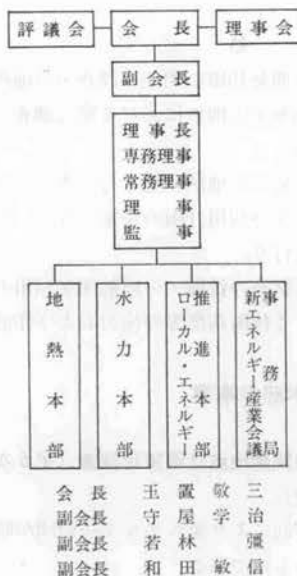 評議会
会長
理事会
副会長
理事長
専務理事
常務理事
理事
監事
地熱本部
水力本部
ローカル・エネルギー
推進本部
新エネルギー産業会議
事務局
会長 玉置敬三
副会長 守屋学治
副会長 若林
副会長 和田敏信